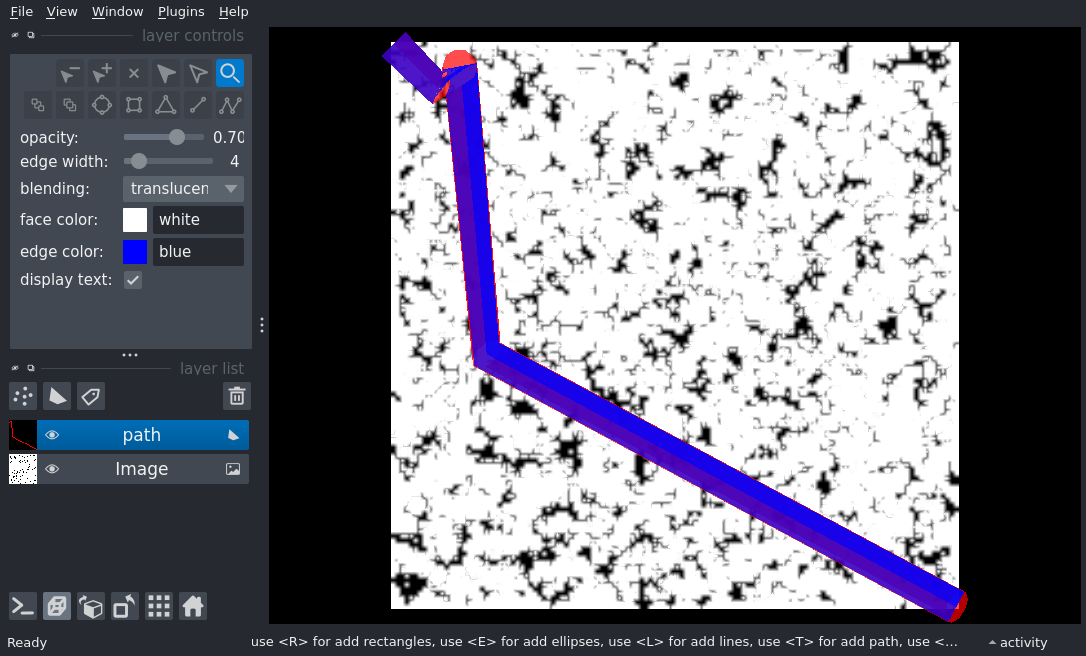 File View Window Plugins Help
layer controls
opacity: 0.70
edge width: 4
blending: translucen
face color: white
edge color: blue
display text:
layer list
path
Image
Ready use <R> for add rectangles, use <E> for add ellipses, use <L> for add lines, use <T> for add path, use <... activity